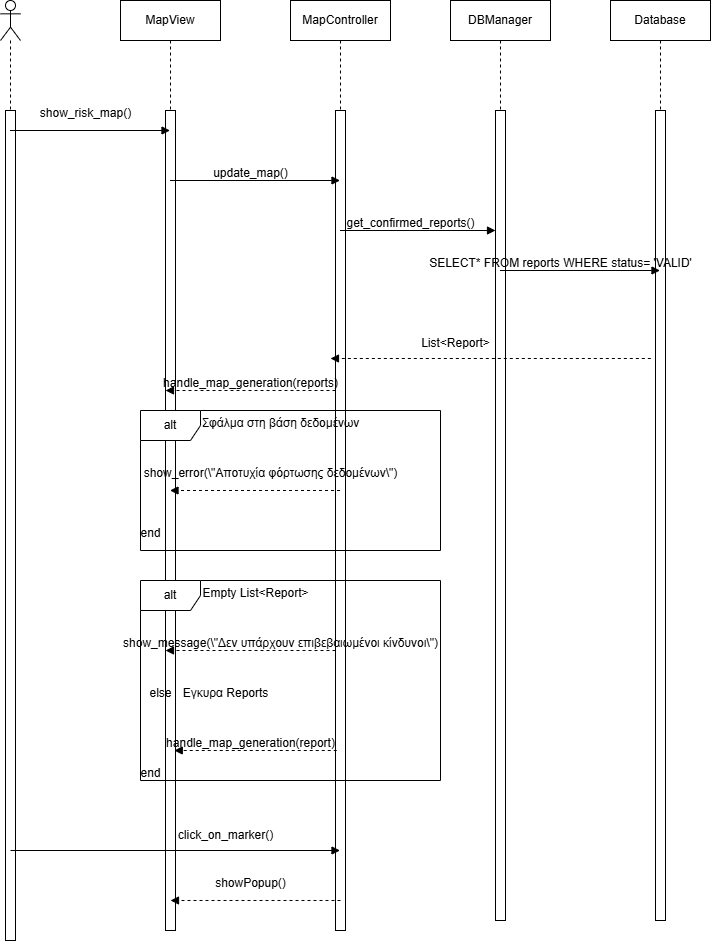 MapView
MapController
DBManager
Database
show_risk_map()
update_map()
get_confirmed_reports()
SELECT* FROM reports WHERE status= 'VALID'
List<Report>
handle_map_generation(reports)
alt
Σφάλμα στη βάση δεδομένων
show_error(\"Αποτυχία φόρτωσης δεδομένων\")
end
alt
Empty List<Report>
show_message(\"Δεν υπάρχουν επιβεβαιωμένοι κίνδυνοι\")
else Εγκυρα Reports
handle_map_generation(report)
end
click_on_marker()
showPopup()